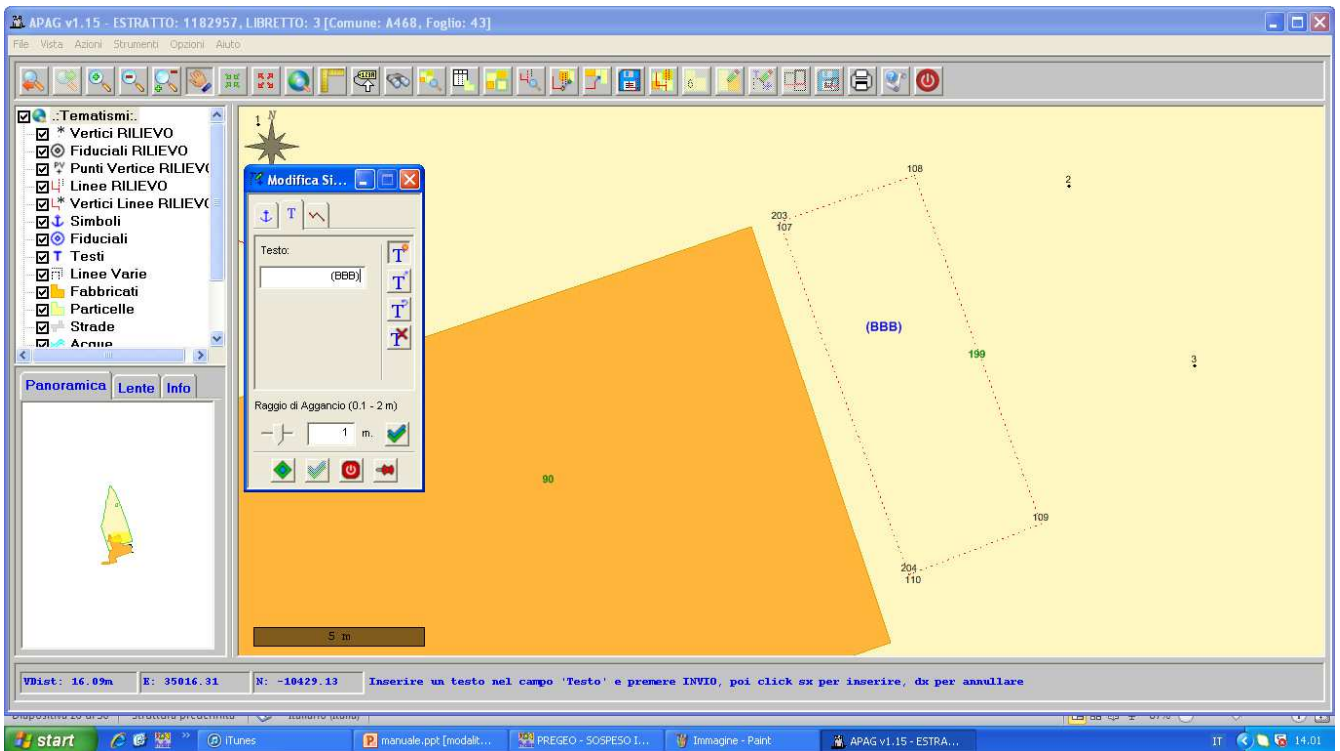 APAG v1.15 - ESTRATTO: 1182957, LIBRETTO: 3 [Comune: A468, Foglio: 43]
File Vista Azioni Strumenti Opzioni Aiuto
.:Tematismi:.
Vertici RILIEVO
Fiduciali RILIEVO
Punti Vertice RILIEV
Linee RILIEVO
Vertici Linee RILIEV
Simboli
Fiduciali
Testi
Linee Varie
Fabbricati
Particelle
Strade
Acque
Panoramica Lente Info
1 N
Modifica Si...
T
Testo:
(BBB)
Raggio di Aggancio (0.1 - 2 m)
1 m.
108
2
203
107
(BBB)
199
3
90
109
204
110
5 m
VDist: 16.09m E: 35016.31 N: -10429.13 Inserire un testo nel campo 'Testo' e premere INVIO, poi click sx per inserire, dx per annullare
start iTunes manuale.ppt [modalit... PREGEO - SOSPESO I... Immagine - Paint APAG v1.15 - ESTRA... IT 14.01